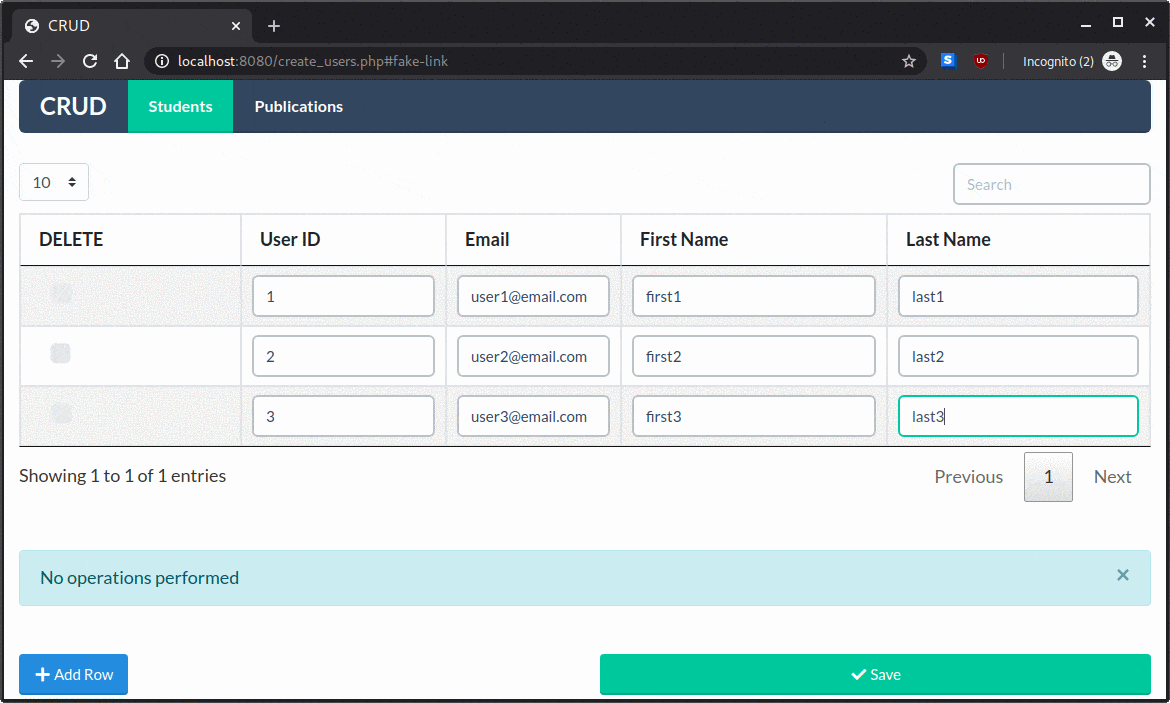 CRUD
localhost:8080/create_users.php#fake-link
S
UD
Incognito (2)
CRUD Students Publications
10
Search
DELETE User ID Email First Name Last Name
1 user1@email.com first1 last1
2 user2@email.com first2 last2
3 user3@email.com first3 last3
Showing 1 to 1 of 1 entries
Previous 1 Next
No operations performed
Add Row
Save